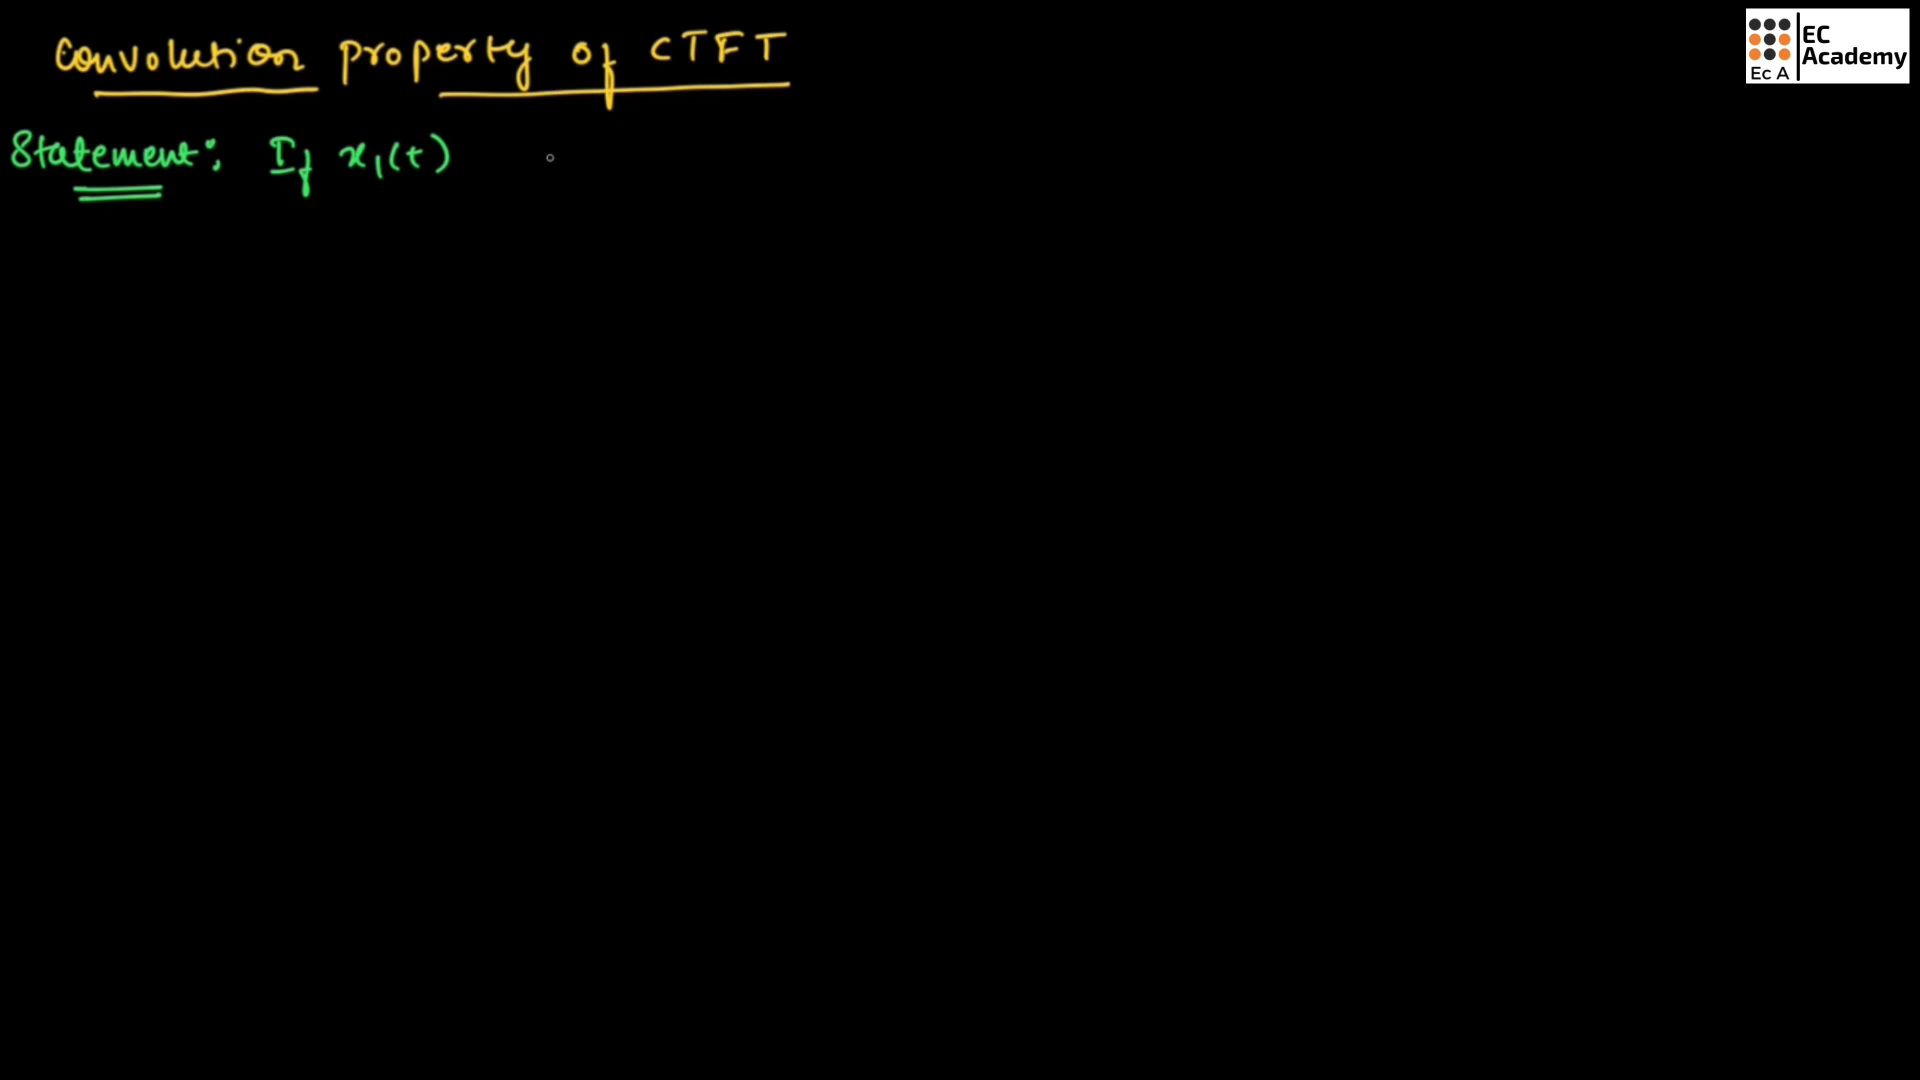 Convolution property of CTFT
Statement: If x₁(t)
EC
Academy
Ec A